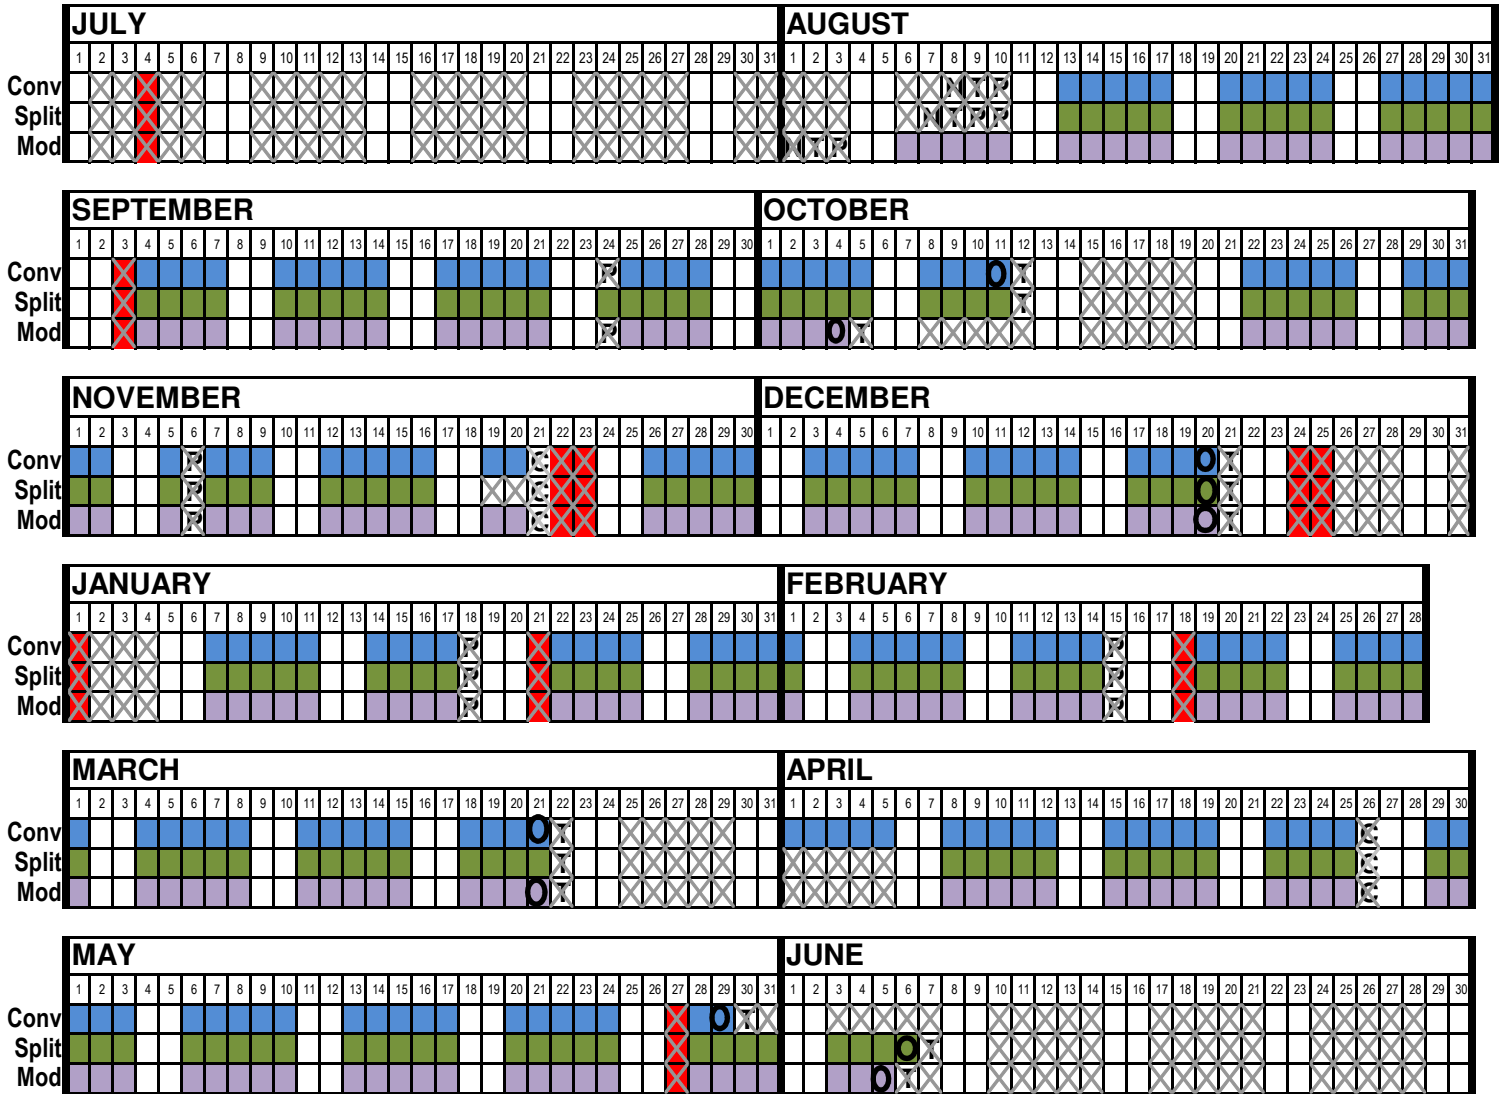 JULY AUGUST
1 2 3 4 5 6 7 8 9 10 11 12 13 14 15 16 17 18 19 20 21 22 23 24 25 26 27 28 29 30 31 1 2 3 4 5 6 7 8 9 10 11 12 13 14 15 16 17 18 19 20 21 22 23 24 25 26 27 28 29 30 31
Conv T P
Split T P P
Mod T P
SEPTEMBER OCTOBER
1 2 3 4 5 6 7 8 9 10 11 12 13 14 15 16 17 18 19 20 21 22 23 24 25 26 27 28 29 30 1 2 3 4 5 6 7 8 9 10 11 12 13 14 15 16 17 18 19 20 21 22 23 24 25 26 27 28 29 30 31
Conv P O T
Split T
Mod P O T
NOVEMBER DECEMBER
1 2 3 4 5 6 7 8 9 10 11 12 13 14 15 16 17 18 19 20 21 22 23 24 25 26 27 28 29 30 1 2 3 4 5 6 7 8 9 10 11 12 13 14 15 16 17 18 19 20 21 22 23 24 25 26 27 28 29 30 31
Conv P C O T
Split P C O T
Mod P C O T
JANUARY FEBRUARY
1 2 3 4 5 6 7 8 9 10 11 12 13 14 15 16 17 18 19 20 21 22 23 24 25 26 27 28 29 30 31 1 2 3 4 5 6 7 8 9 10 11 12 13 14 15 16 17 18 19 20 21 22 23 24 25 26 27 28
Conv P P
Split P P
Mod P P
MARCH APRIL
1 2 3 4 5 6 7 8 9 10 11 12 13 14 15 16 17 18 19 20 21 22 23 24 25 26 27 28 29 30 31 1 2 3 4 5 6 7 8 9 10 11 12 13 14 15 16 17 18 19 20 21 22 23 24 25 26 27 28 29 30
Conv O T C
Split T C
Mod O T C
MAY JUNE
1 2 3 4 5 6 7 8 9 10 11 12 13 14 15 16 17 18 19 20 21 22 23 24 25 26 27 28 29 30 31 1 2 3 4 5 6 7 8 9 10 11 12 13 14 15 16 17 18 19 20 21 22 23 24 25 26 27 28 29 30
Conv O T
Split O T
Mod O T